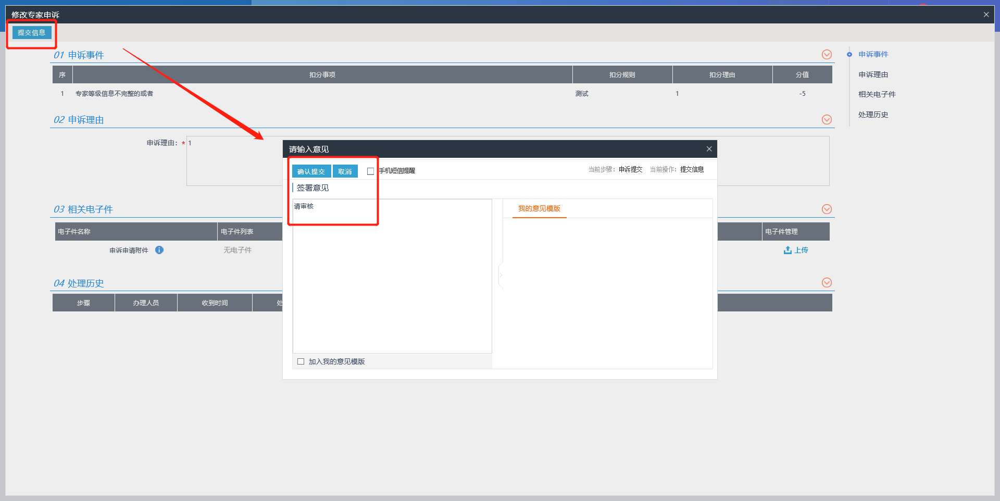 修改专家申诉
提交信息
01 申诉事件
序 扣分事项 扣分规则 扣分理由 分值
1 专家等级信息不完整的或者 测试 1 -5
02 申诉理由
申诉理由：* 1
03 相关电子件
电子件名称 电子件列表 电子件管理
申诉申请附件 无电子件 上传
04 处理历史
步骤 办理人员 收到时间 处
申诉事件
申诉理由
相关电子件
处理历史
请输入意见
确认提交 取消 手机短信提醒 当前步骤：申诉提交 当前操作：提交信息
签署意见
请审核
我的意见模版
加入我的意见模版